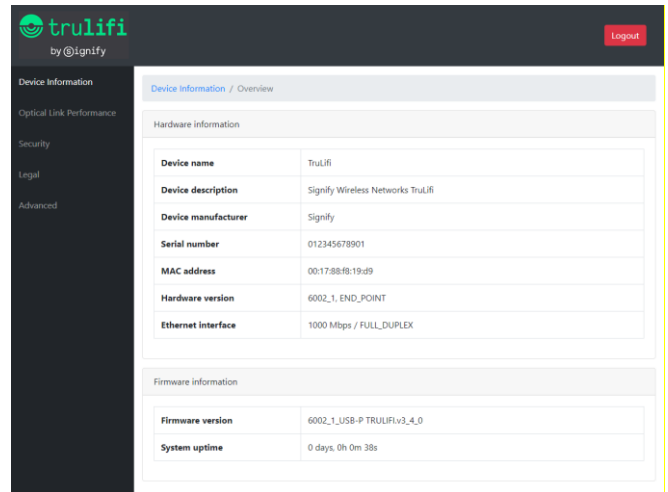 trulifi
by Signify
Logout
Device Information
Optical Link Performance
Security
Legal
Advanced
Device Information / Overview
Hardware information
Device name TruLifi
Device description Signify Wireless Networks TruLifi
Device manufacturer Signify
Serial number 012345678901
MAC address 00:17:88:f8:19:d9
Hardware version 6002_1, END_POINT
Ethernet interface 1000 Mbps / FULL_DUPLEX
Firmware information
Firmware version 6002_1_USB-P TRULIFI.v3_4_0
System uptime 0 days, 0h 0m 38s